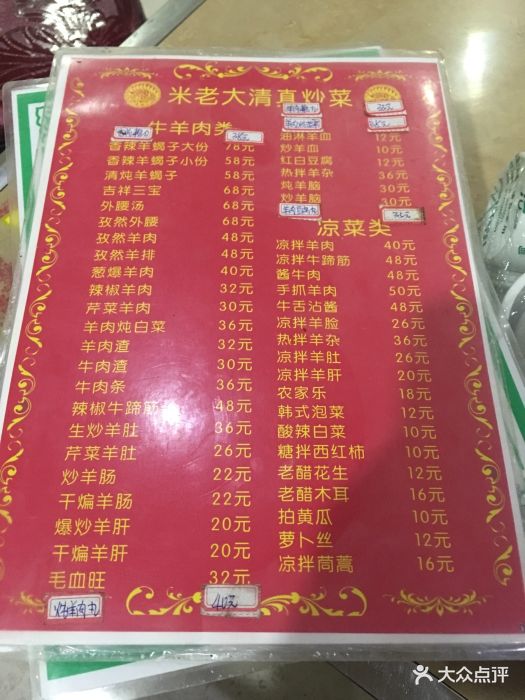 米老大清真炒菜
牛羊肉类
38元
香辣羊蝎子大份 78元
香辣羊蝎子小份 58元
清炖羊蝎子 58元
吉祥三宝 68元
外腰汤 68元
孜然外腰 68元
孜然羊肉 48元
孜然羊排 48元
葱爆羊肉 40元
辣椒羊肉 32元
芹菜羊肉 30元
羊肉炖白菜 36元
羊肉渣 32元
牛肉渣 30元
牛肉条 36元
辣椒牛蹄筋 48元
生炒羊肚 36元
芹菜羊肚 26元
炒羊肠 22元
干煸羊肠 22元
爆炒羊肝 20元
干煸羊肝 20元
毛血旺 32元
炖羊肉丸 40元
油淋羊血 12元
炒羊血 10元
红白豆腐 12元
热拌羊杂 36元
炖羊脑 30元
炒羊脑 30元
凉菜类
凉拌羊肉 40元
凉拌牛蹄筋 48元
酱牛肉 48元
手抓羊肉 50元
牛舌沾酱 48元
凉拌羊脸 26元
热拌羊杂 36元
凉拌羊肚 26元
凉拌羊肝 20元
农家乐 18元
韩式泡菜 12元
酸辣白菜 10元
糖拌西红柿 10元
老醋花生 12元
老醋木耳 16元
拍黄瓜 10元
萝卜丝 12元
凉拌茼蒿 16元
大众点评